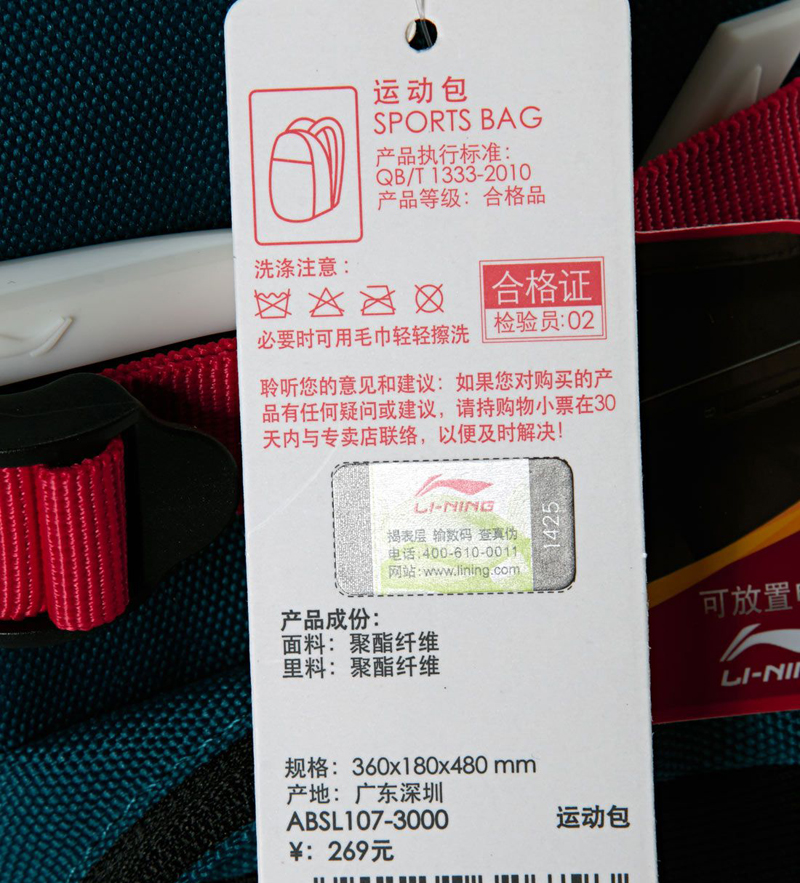 运动包
SPORTS BAG
产品执行标准：
QB/T 1333-2010
产品等级：合格品
洗涤注意：
必要时可用毛巾轻轻擦洗
合格证
检验员:02
聆听您的意见和建议：如果您对购买的产
品有任何疑问或建议，请持购物小票在30
天内与专卖店联络，以便及时解决！
LI-NING
揭表层 输数码 查真伪
电话:400-610-0011
网站:www.lining.com
1425
产品成份：
面料：聚酯纤维
里料：聚酯纤维
规格：360x180x480 mm
产地：广东深圳
ABSL107-3000 运动包
¥：269元
可放置
LI-NIN